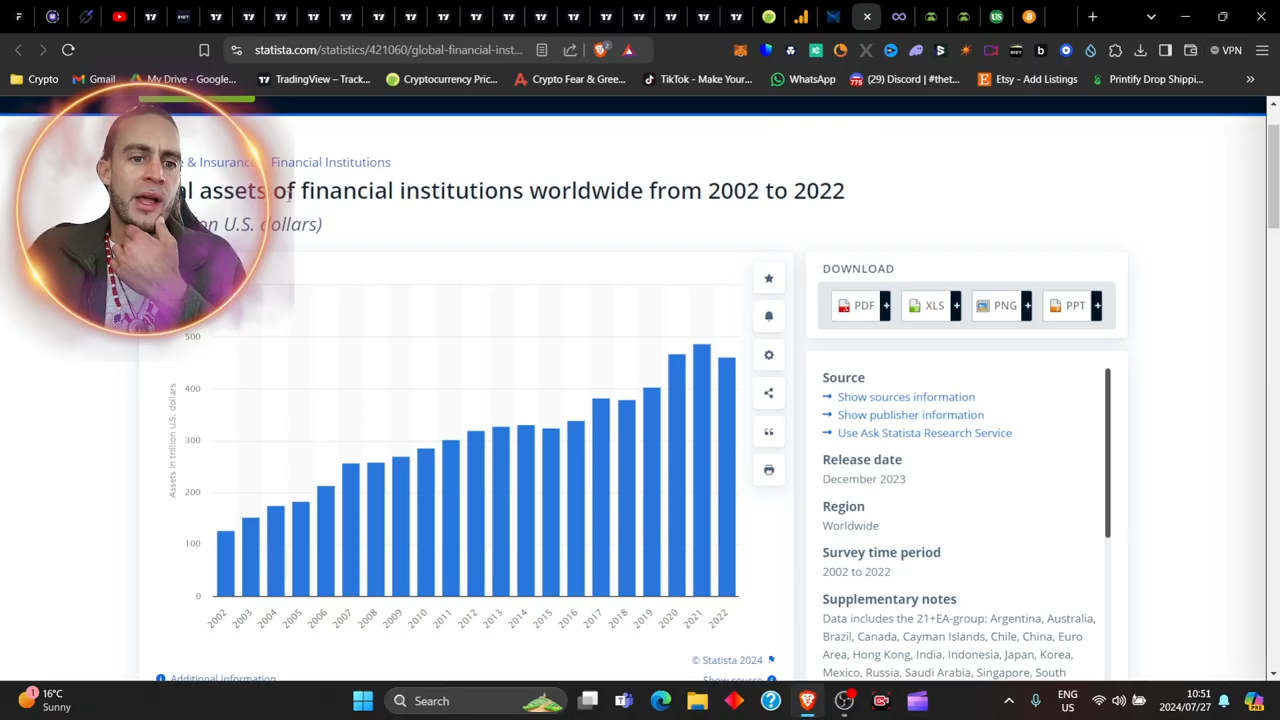 statista.com/statistics/421060/global-financial-inst...
2
VPN
Crypto
Gmail
My Drive - Google...
TradingView – Track...
Cryptocurrency Pric...
Crypto Fear & Gree...
TikTok - Make Your...
WhatsApp
(29) Discord | #thet...
Etsy - Add Listings
Printify Drop Shippi...
& Insurance
Financial Institutions
assets of financial institutions worldwide from 2002 to 2022
U.S. dollars)
DOWNLOAD
PDF +
XLS +
PNG +
PPT +
500
400
300
200
100
0
Assets in trillion U.S. dollars
2002
2003
2004
2005
2006
2007
2008
2009
2010
2011
2012
2013
2014
2015
2016
2017
2018
2019
2020
2021
2022
© Statista 2024
Additional Information
Show source
Source
→ Show sources information
→ Show publisher information
→ Use Ask Statista Research Service
Release date
December 2023
Region
Worldwide
Survey time period
2002 to 2022
Supplementary notes
Data includes the 21+EA-group: Argentina, Australia,
Brazil, Canada, Cayman Islands, Chile, China, Euro
Area, Hong Kong, India, Indonesia, Japan, Korea,
Mexico, Russia, Saudi Arabia, Singapore, South
1
16°C
Sunny
Search
ENG
US
10:51
2024/07/27